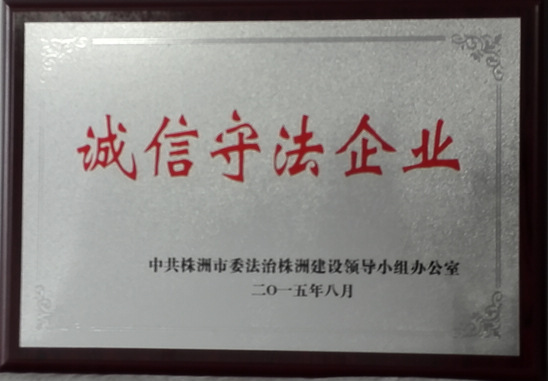 诚信守法企业
中共株洲市委法治株洲建设领导小组办公室
二O一五年八月